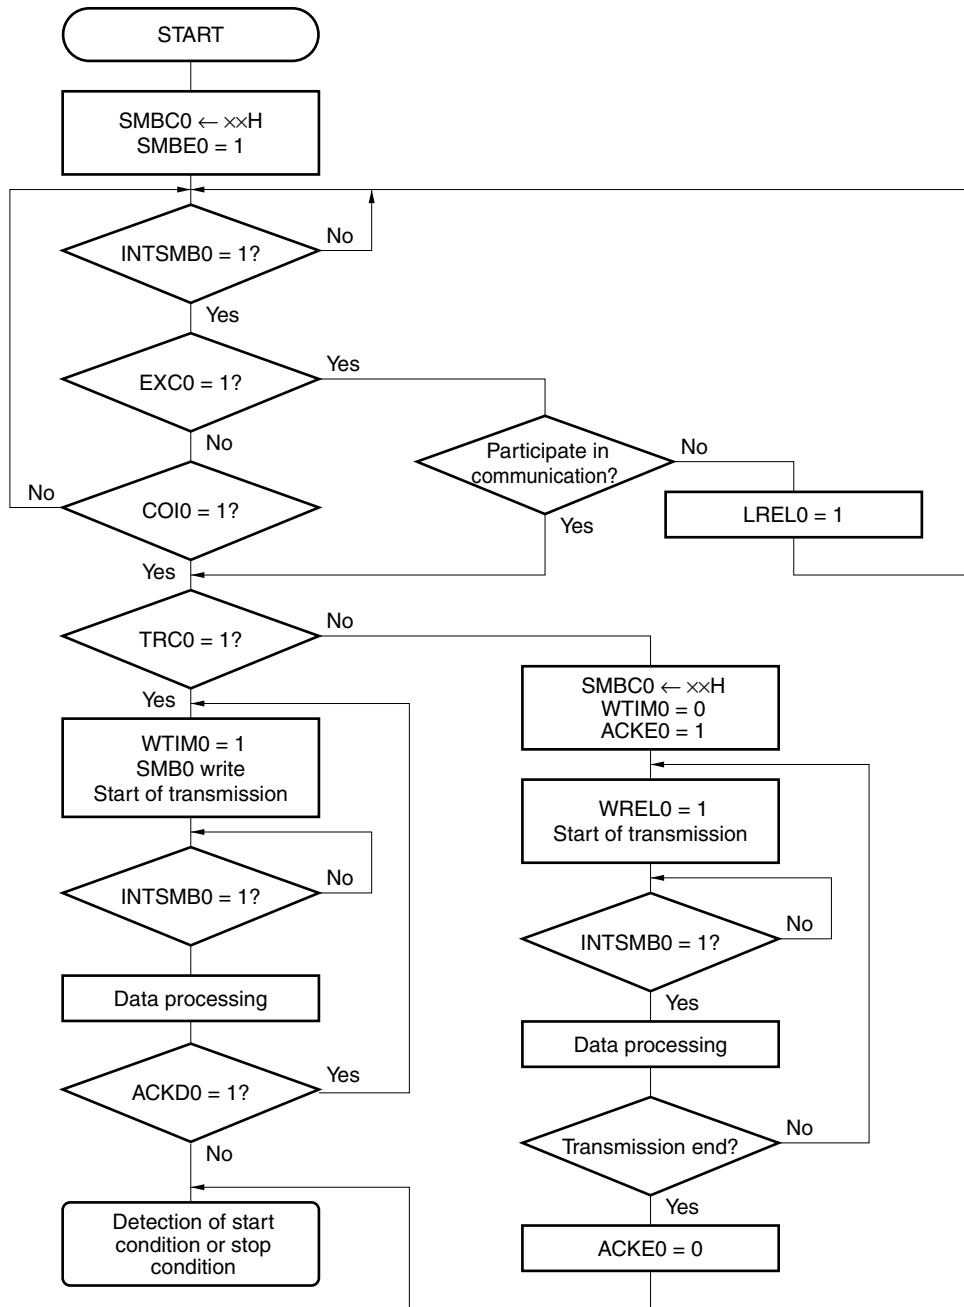 START
SMBC0 ← ××H
SMBE0 = 1
INTSMB0 = 1?
No
Yes
EXC0 = 1?
Yes
No
Participate in
communication?
No
Yes
LREL0 = 1
COI0 = 1?
No
Yes
TRC0 = 1?
No
Yes
WTIM0 = 1
SMB0 write
Start of transmission
INTSMB0 = 1?
No
Data processing
ACKD0 = 1?
Yes
No
Detection of start
condition or stop
condition
SMBC0 ← ××H
WTIM0 = 0
ACKE0 = 1
WREL0 = 1
Start of transmission
INTSMB0 = 1?
No
Yes
Data processing
Transmission end?
No
Yes
ACKE0 = 0